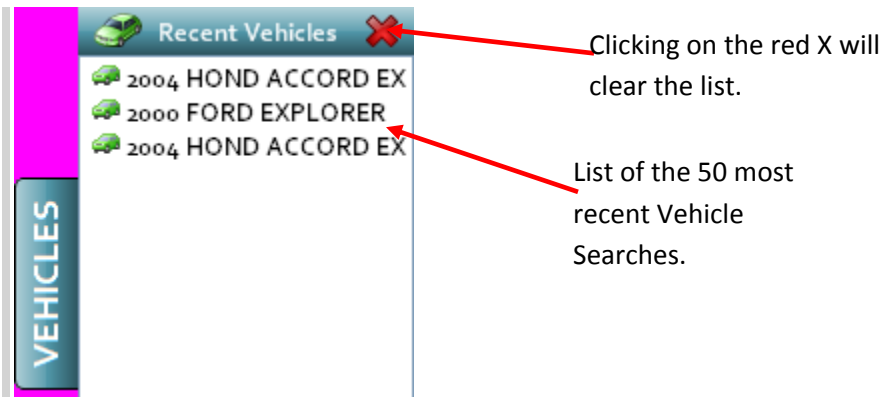 Recent Vehicles
2004 HOND ACCORD EX
2000 FORD EXPLORER
2004 HOND ACCORD EX
VEHICLES
Clicking on the red X will
clear the list.
List of the 50 most
recent Vehicle
Searches.